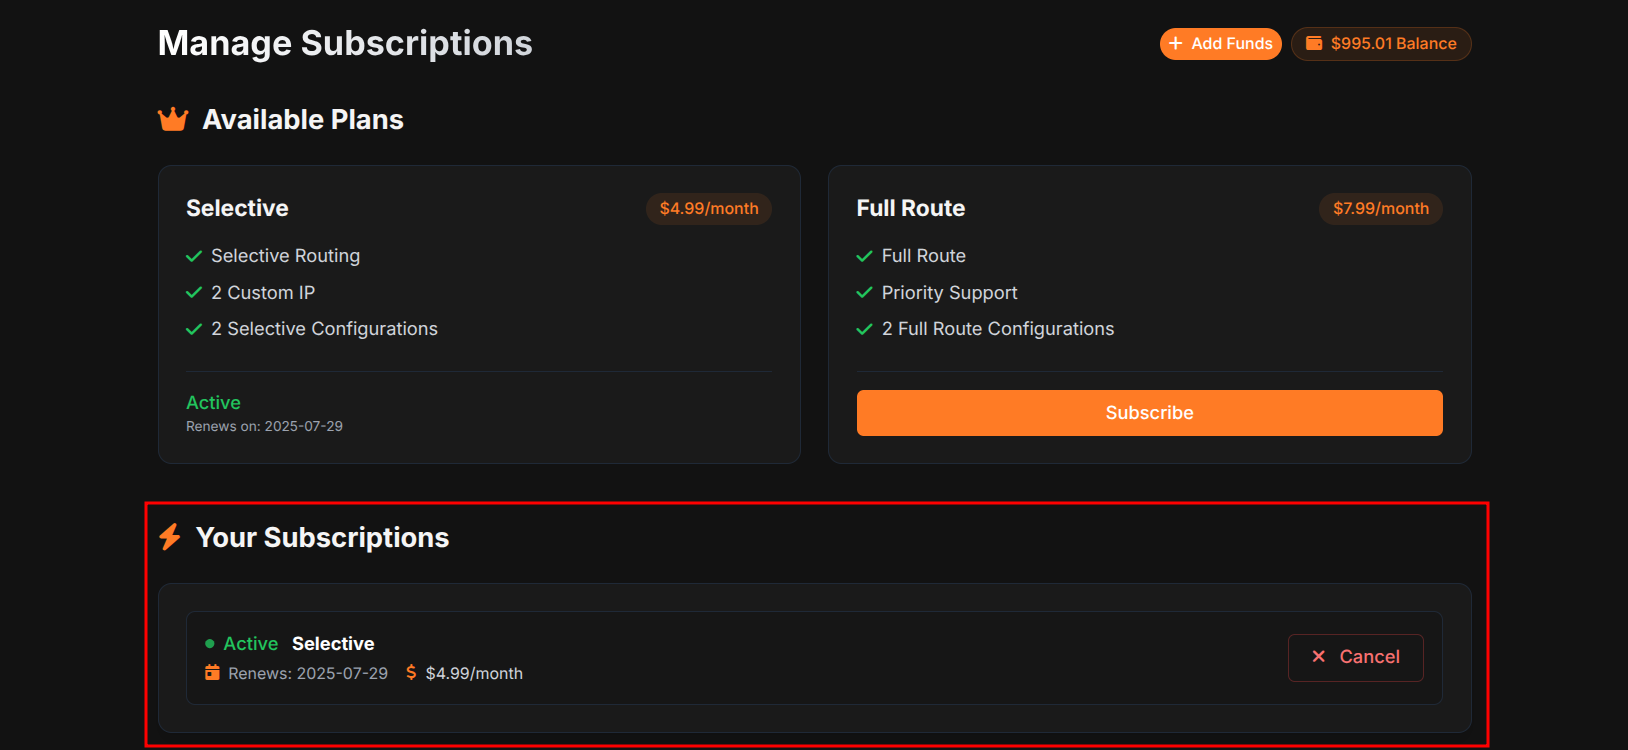 Manage Subscriptions
Add Funds
$995.01 Balance
Available Plans
Selective
$4.99/month
Selective Routing
2 Custom IP
2 Selective Configurations
Active
Renews on: 2025-07-29
Full Route
$7.99/month
Full Route
Priority Support
2 Full Route Configurations
Subscribe
Your Subscriptions
Active Selective
Renews: 2025-07-29 $ $4.99/month
Cancel